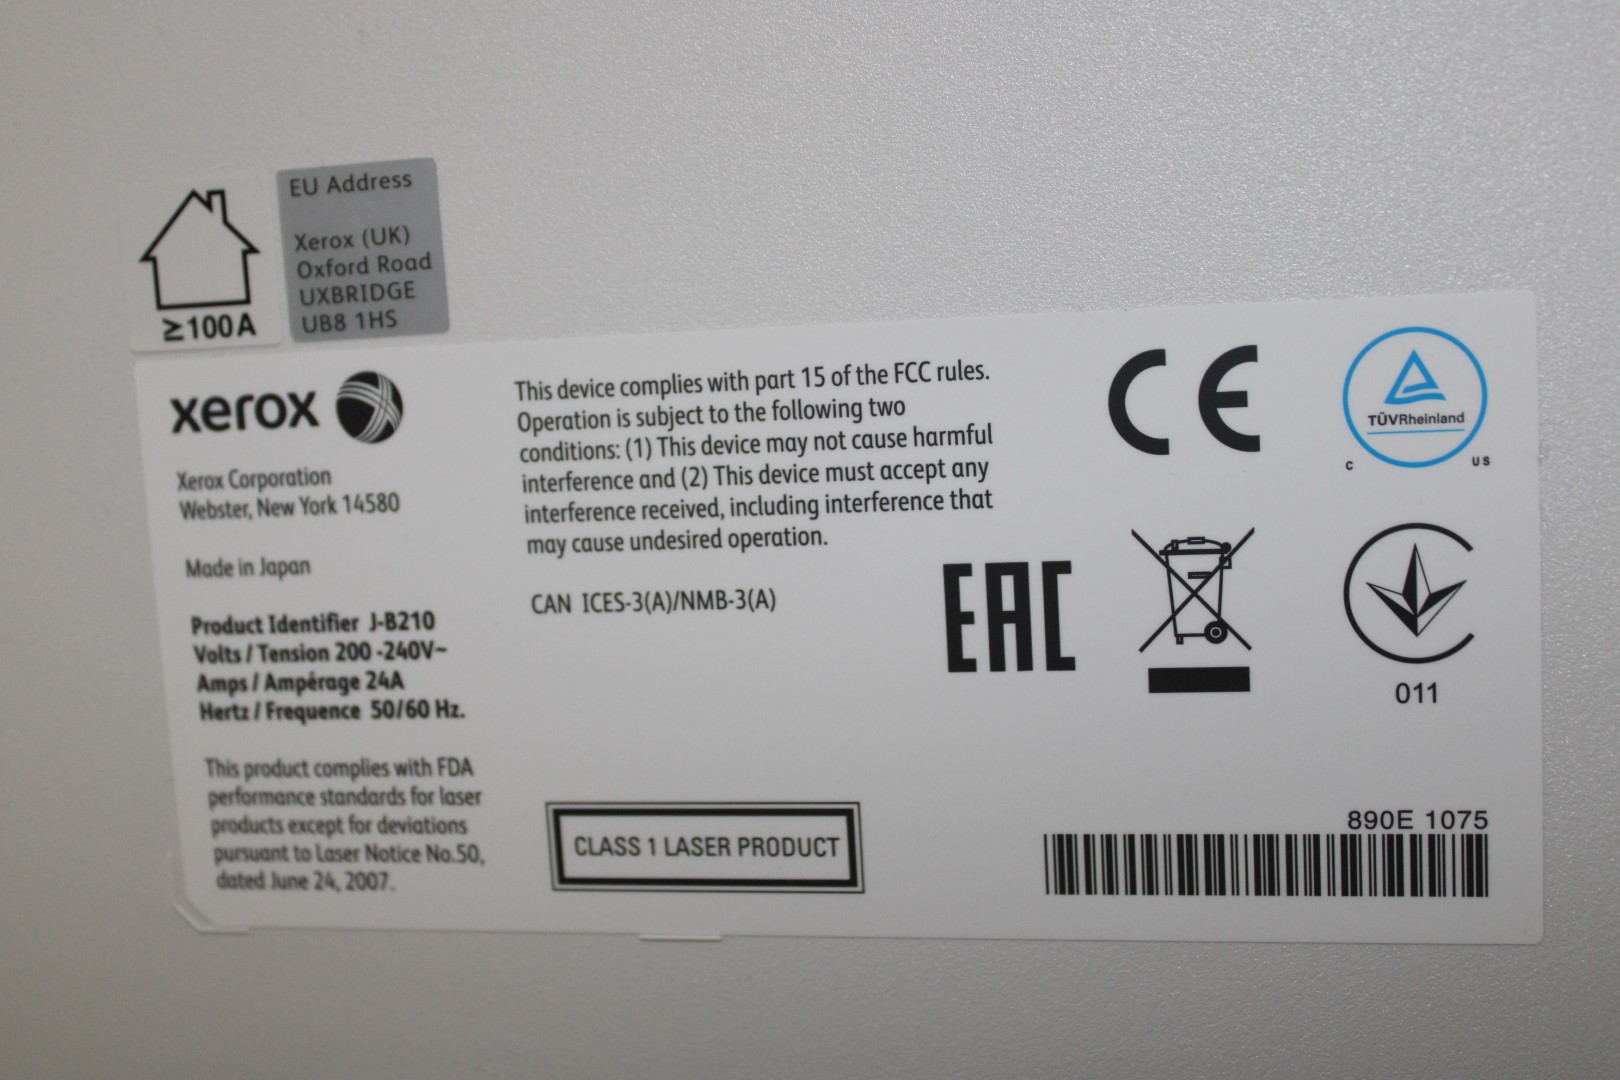 ≥100A
EU Address
Xerox (UK)
Oxford Road
UXBRIDGE
UB8 1HS
xerox
Xerox Corporation
Webster, New York 14580
Made in Japan
Product Identifier J-B210
Volts / Tension 200 -240V~
Amps / Ampérage 24A
Hertz / Frequence 50/60 Hz.
This product complies with FDA
performance standards for laser
products except for deviations
pursuant to Laser Notice No.50,
dated June 24, 2007.
This device complies with part 15 of the FCC rules.
Operation is subject to the following two
conditions: (1) This device may not cause harmful
interference and (2) This device must accept any
interference received, including interference that
may cause undesired operation.
CAN ICES-3(A)/NMB-3(A)
CLASS 1 LASER PRODUCT
CE
TÜVRheinland
C US
EAC
011
890E 1075